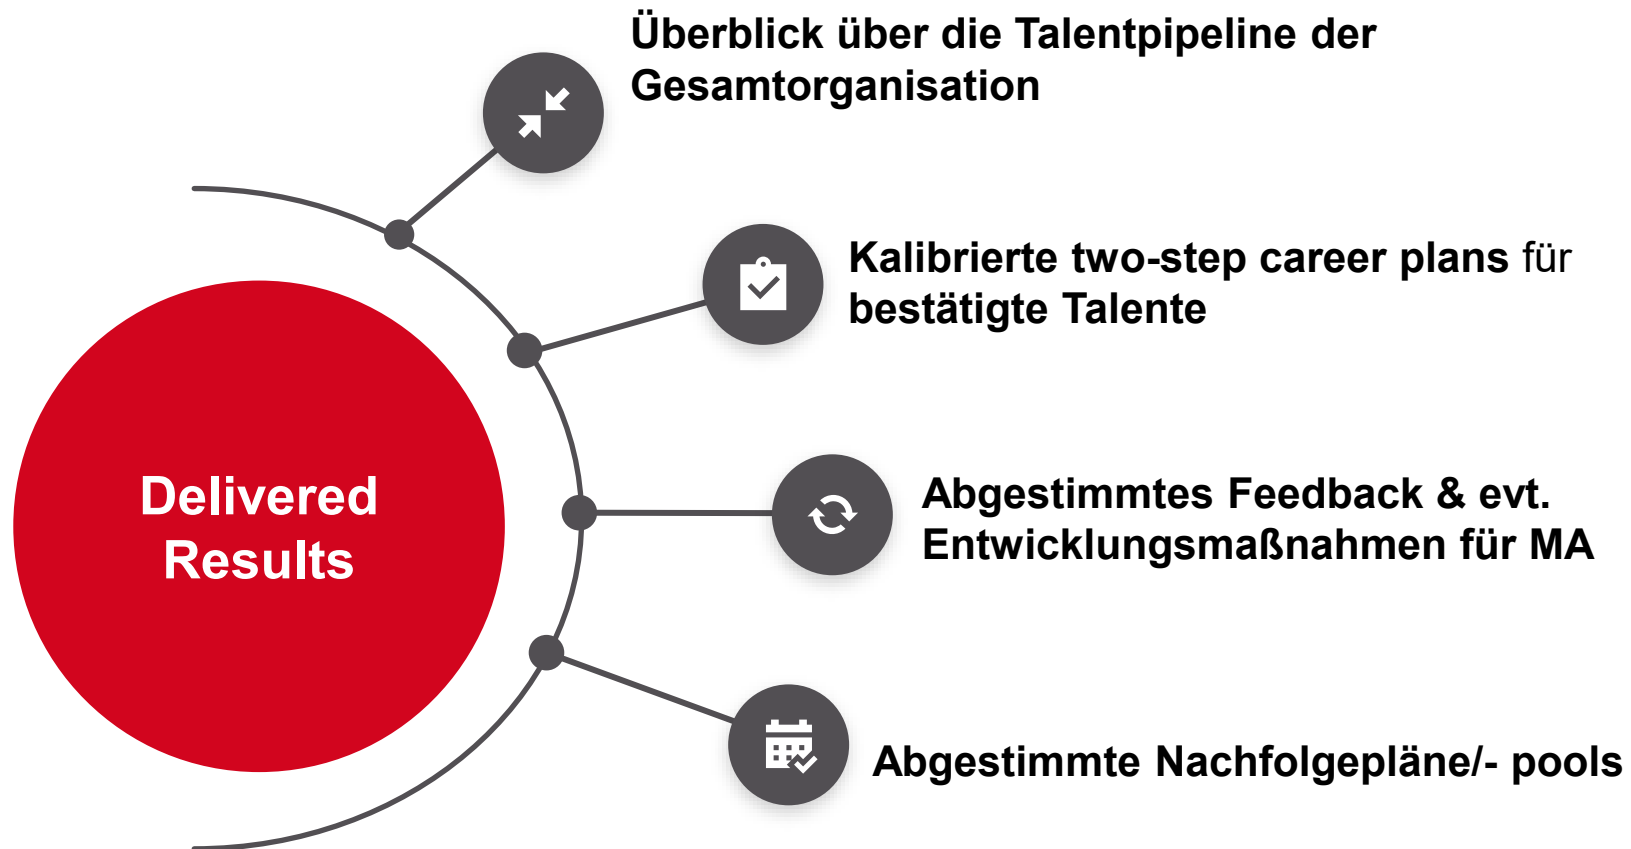 Überblick über die Talentpipeline der
Gesamtorganisation
Kalibrierte two-step career plans für
bestätigte Talente
Delivered
Results
Abgestimmtes Feedback & evt.
Entwicklungsmaßnahmen für MA
Abgestimmte Nachfolgepläne/- pools